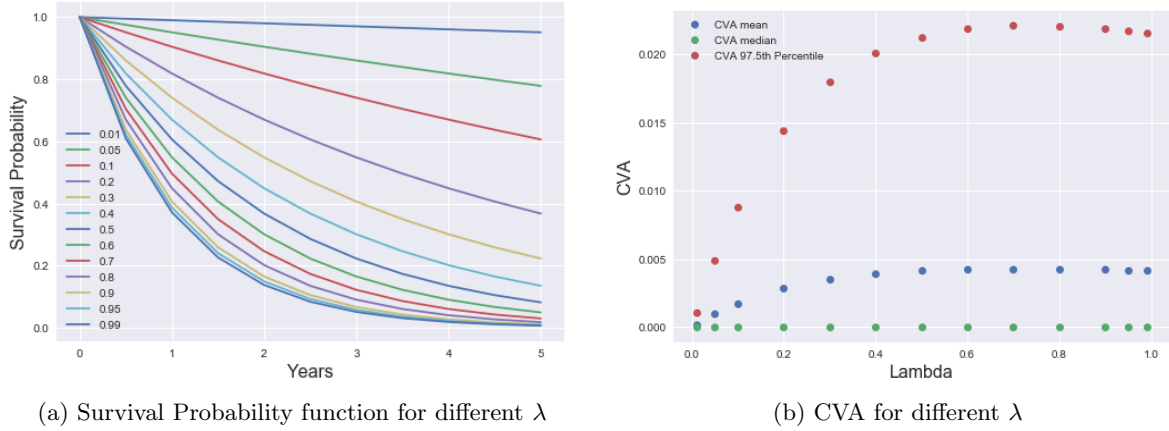 1.0
0.8
0.6
0.4
0.2
0.0
Survival Probability
0.01
0.05
0.1
0.2
0.3
0.4
0.5
0.6
0.7
0.8
0.9
0.95
0.99
0 1 2 3 4 5
Years
(a) Survival Probability function for different λ
CVA mean
CVA median
CVA 97.5th Percentile
0.020
0.015
0.010
0.005
0.000
CVA
0.0 0.2 0.4 0.6 0.8 1.0
Lambda
(b) CVA for different λ